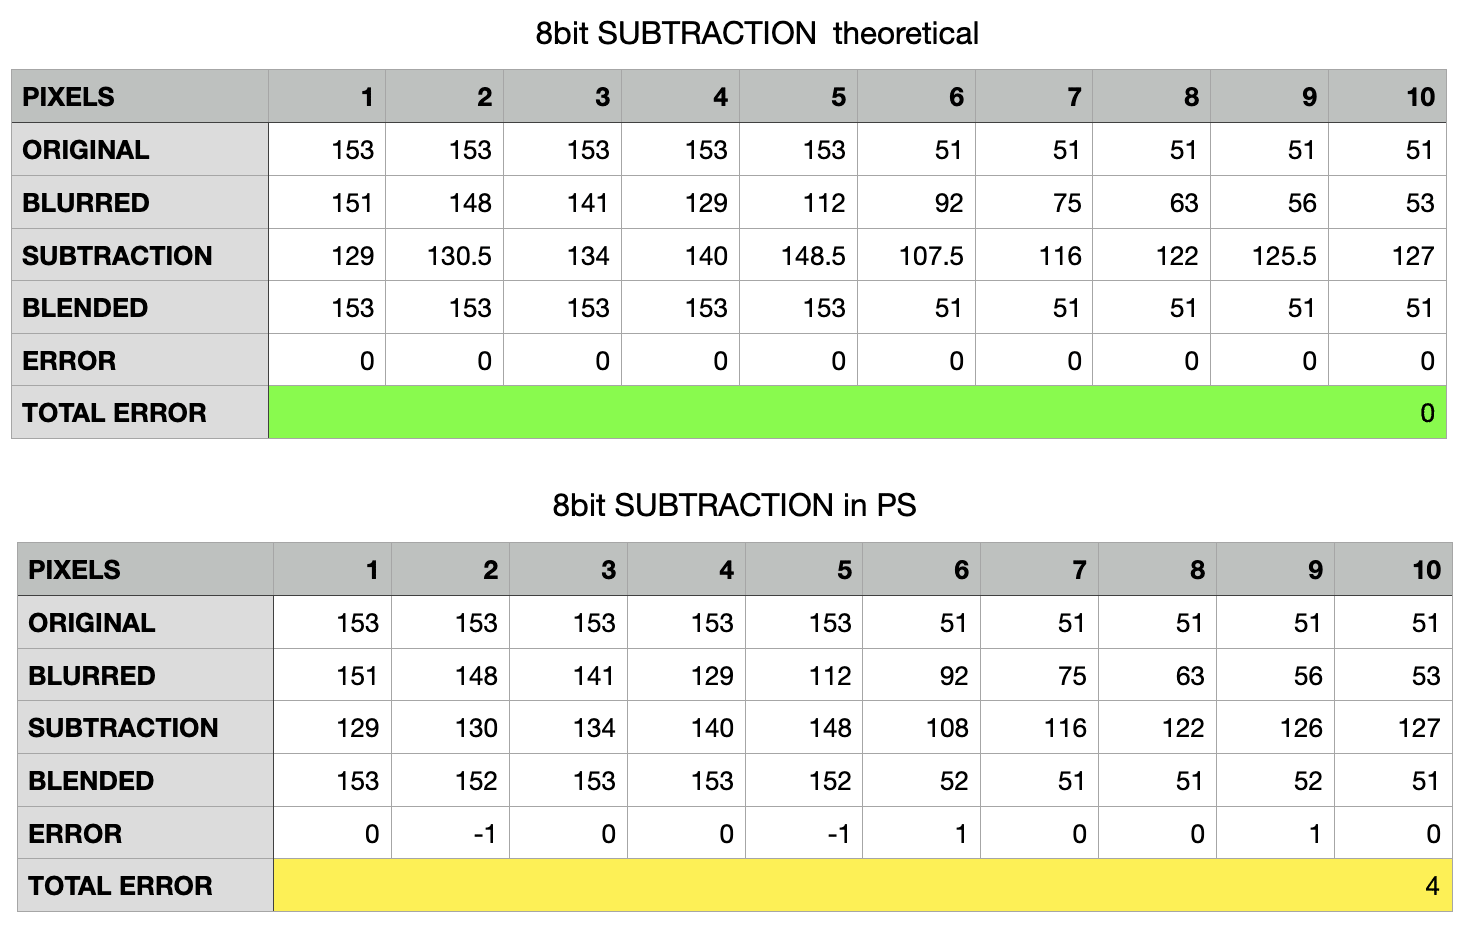 8bit SUBTRACTION theoretical
PIXELS 1 2 3 4 5 6 7 8 9 10
ORIGINAL 153 153 153 153 153 51 51 51 51 51
BLURRED 151 148 141 129 112 92 75 63 56 53
SUBTRACTION 129 130.5 134 140 148.5 107.5 116 122 125.5 127
BLENDED 153 153 153 153 153 51 51 51 51 51
ERROR 0 0 0 0 0 0 0 0 0 0
TOTAL ERROR 0
8bit SUBTRACTION in PS
PIXELS 1 2 3 4 5 6 7 8 9 10
ORIGINAL 153 153 153 153 153 51 51 51 51 51
BLURRED 151 148 141 129 112 92 75 63 56 53
SUBTRACTION 129 130 134 140 148 108 116 122 126 127
BLENDED 153 152 153 153 152 52 51 51 52 51
ERROR 0 -1 0 0 -1 1 0 0 1 0
TOTAL ERROR 4